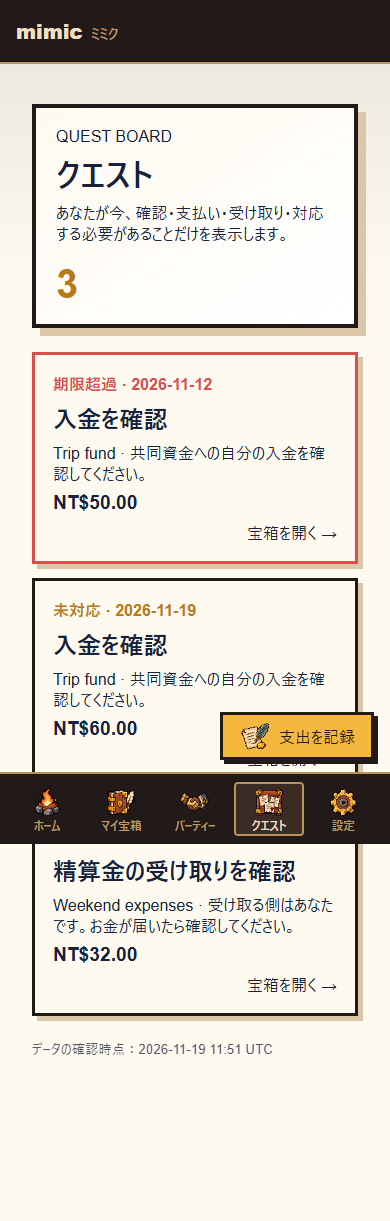 mimic ミミク
QUEST BOARD
クエスト
あなたが今、確認・支払い・受け取り・対応
する必要があることだけを表示します。
3
期限超過 · 2026-11-12
入金を確認
Trip fund · 共同資金への自分の入金を確
認してください。
NT$50.00
宝箱を開く →
未対応 · 2026-11-19
入金を確認
Trip fund · 共同資金への自分の入金を確
認してください。
NT$60.00
支出を記録
ホーム
マイ宝箱
パーティー
クエスト
設定
精算金の受け取りを確認
Weekend expenses · 受け取る側はあなた
です。お金が届いたら確認してください。
NT$32.00
宝箱を開く →
データの確認時点：2026-11-19 11:51 UTC